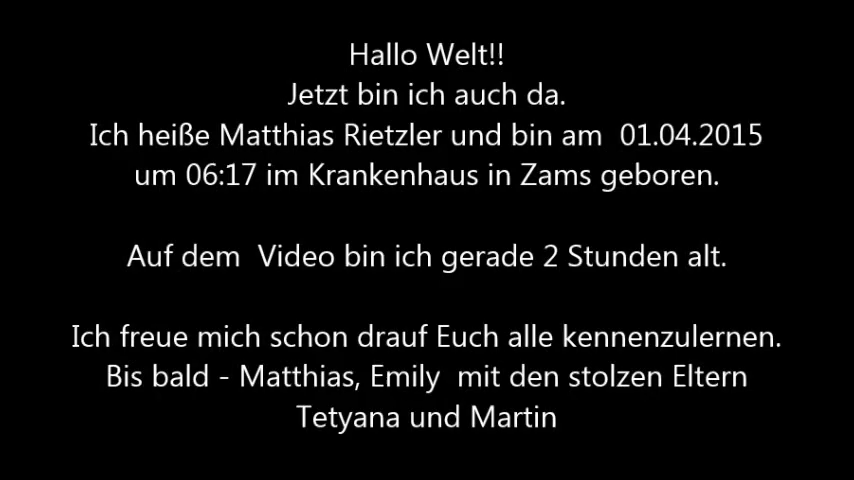 Hallo Welt!!
Jetzt bin ich auch da.
Ich heiße Matthias Rietzler und bin am  01.04.2015
um 06:17 im Krankenhaus in Zams geboren.
Auf dem  Video bin ich gerade 2 Stunden alt.
Ich freue mich schon drauf Euch alle kennenzulernen.
Bis bald - Matthias, Emily  mit den stolzen Eltern
Tetyana und Martin